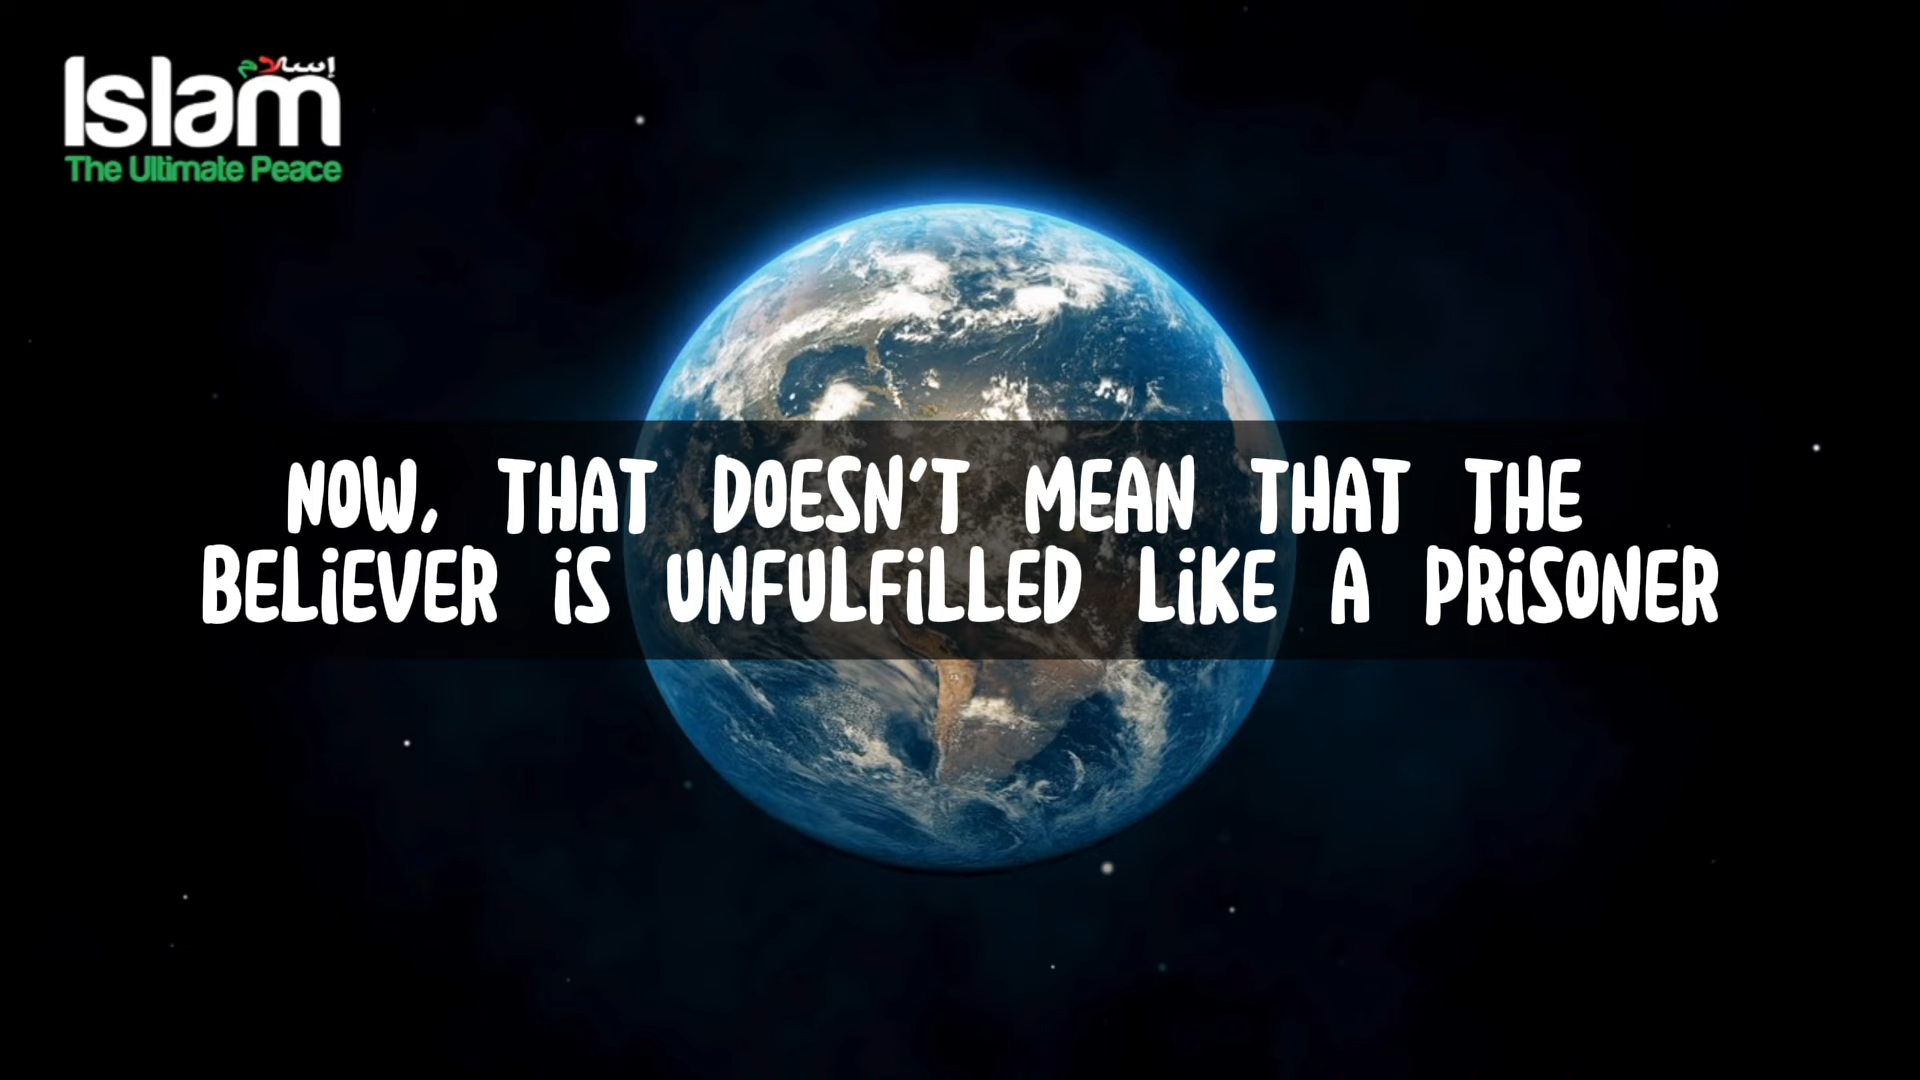 إسلام
Islam
The Ultimate Peace
NOW, THAT DOESN'T MEAN THAT THE
BELIEVER IS UNFULFILLED LIKE A PRISONER